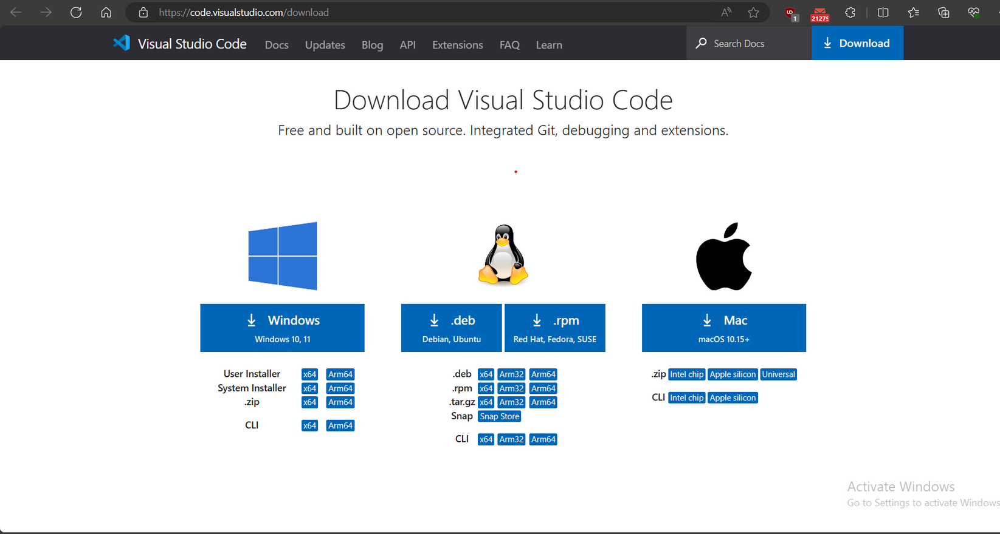 https://code.visualstudio.com/download
1
21275
Visual Studio Code Docs Updates Blog API Extensions FAQ Learn Search Docs Download
Download Visual Studio Code
Free and built on open source. Integrated Git, debugging and extensions.
Windows
Windows 10, 11
User Installer x64 Arm64
System Installer x64 Arm64
.zip x64 Arm64
CLI x64 Arm64
.deb
Debian, Ubuntu
.rpm
Red Hat, Fedora, SUSE
.deb x64 Arm32 Arm64
.rpm x64 Arm32 Arm64
.tar.gz x64 Arm32 Arm64
Snap Snap Store
CLI x64 Arm32 Arm64
Mac
macOS 10.15+
.zip Intel chip Apple silicon Universal
CLI Intel chip Apple silicon
Activate Windows
Go to Settings to activate Windows